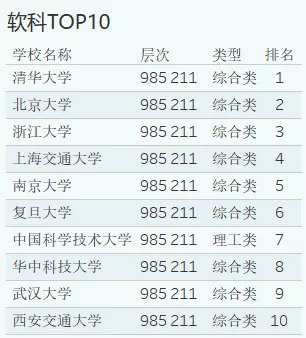 软科TOP10
学校名称 层次 类型 排名
清华大学 985 211 综合类 1
北京大学 985 211 综合类 2
浙江大学 985 211 综合类 3
上海交通大学 985 211 综合类 4
南京大学 985 211 综合类 5
复旦大学 985 211 综合类 6
中国科学技术大学 985 211 理工类 7
华中科技大学 985 211 综合类 8
武汉大学 985 211 综合类 9
西安交通大学 985 211 综合类 10